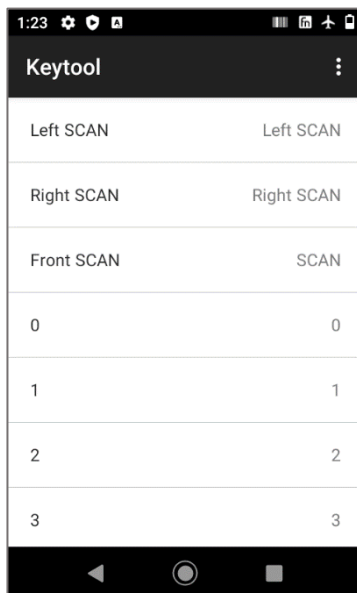 1:23 A fn
Keytool
Left SCAN Left SCAN
Right SCAN Right SCAN
Front SCAN SCAN
0 0
1 1
2 2
3 3